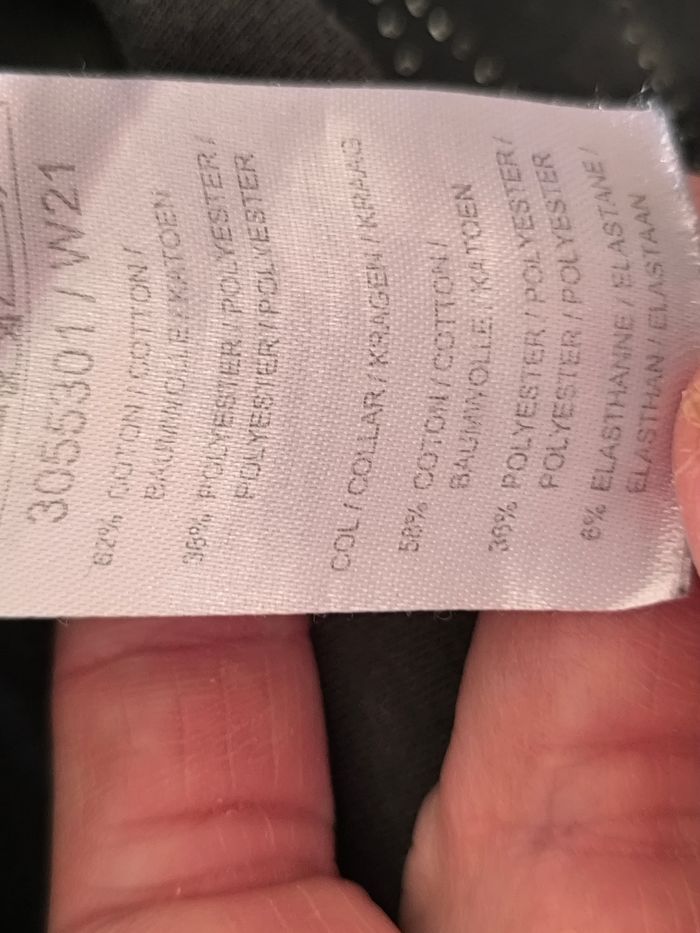 3055301 / W21
62% COTON / COTTON /
BAUMWOLLE / KATOEN
38% POLYESTER / POLYESTER /
POLYESTER / POLYESTER
COL / COLLAR / KRAGEN / KRAAG
58% COTON / COTTON /
BAUMWOLLE / KATOEN
36% POLYESTER / POLYESTER /
POLYESTER / POLYESTER
6% ELASTHANNE / ELASTANE /
ELASTHAN / ELASTAAN